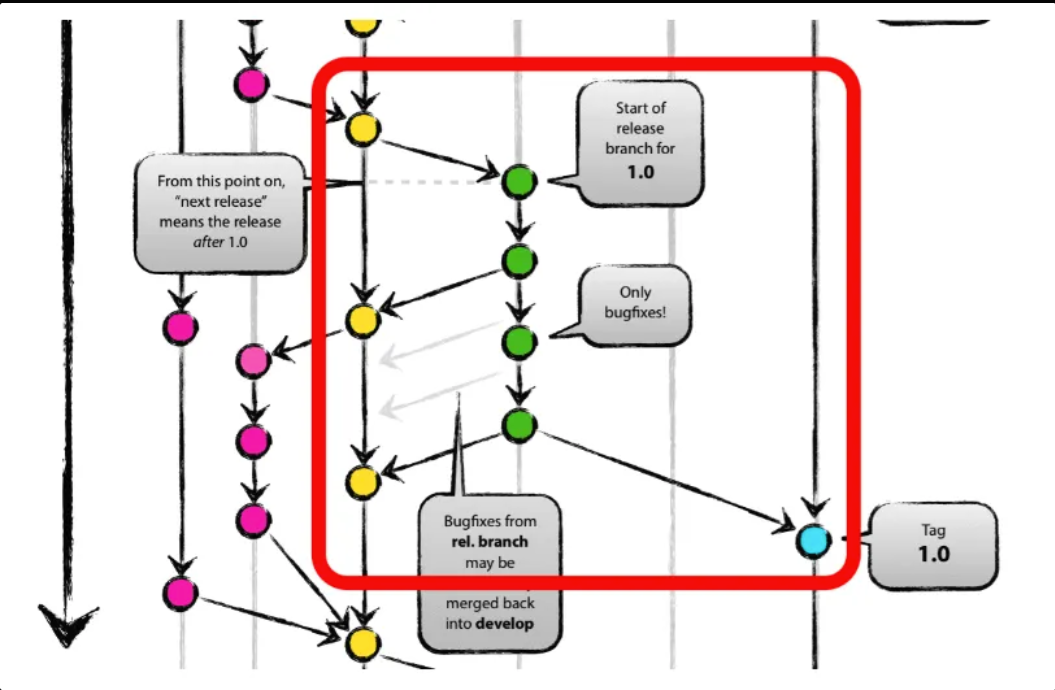 Start of
release
branch for
1.0
From this point on,
“next release”
means the release
after 1.0
Only
bugfixes!
Bugfixes from
rel. branch
may be
merged back
into develop
Tag
1.0